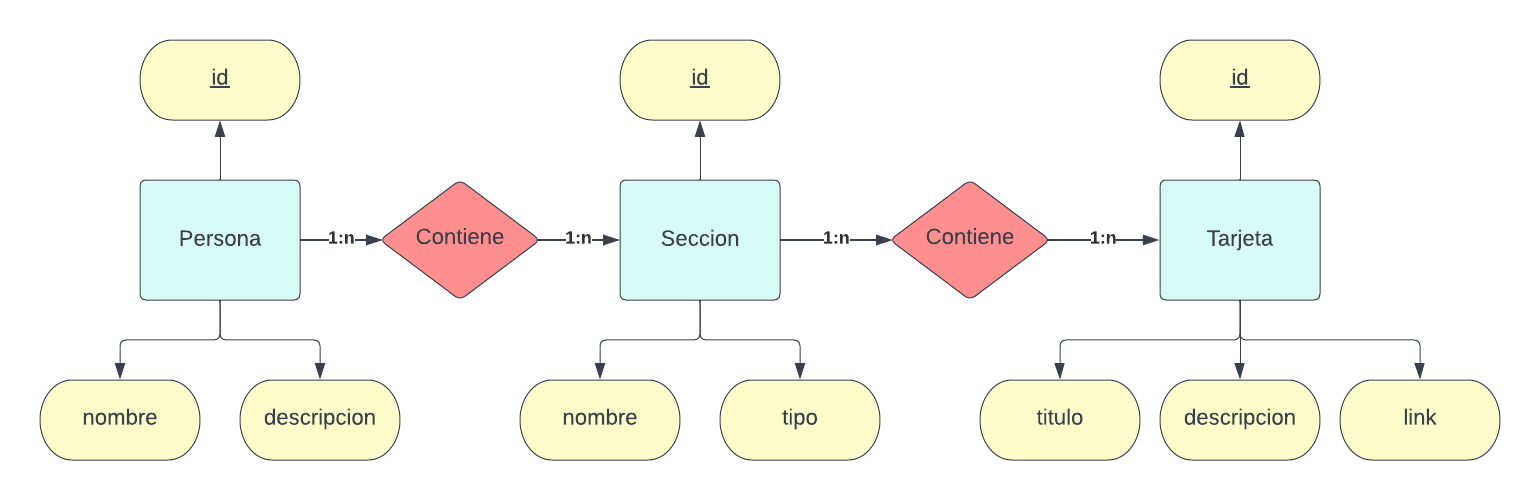 id
id
id
Persona
1:n
Contiene
1:n
Seccion
1:n
Contiene
1:n
Tarjeta
nombre
descripcion
nombre
tipo
titulo
descripcion
link